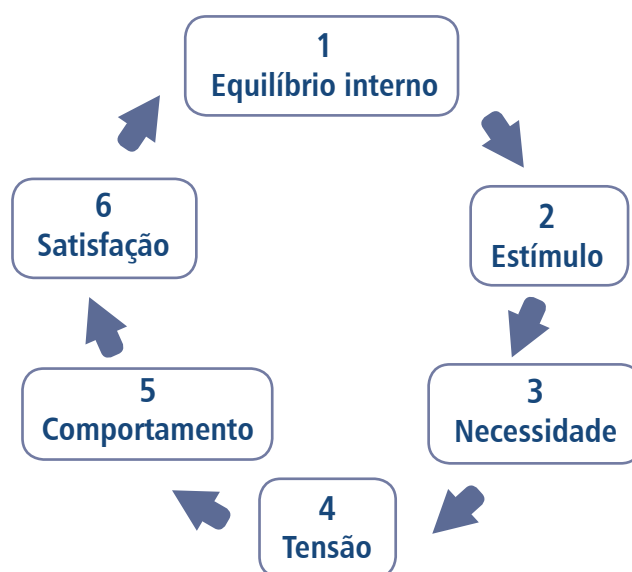 1
Equilíbrio interno
2
Estímulo
3
Necessidade
4
Tensão
5
Comportamento
6
Satisfação